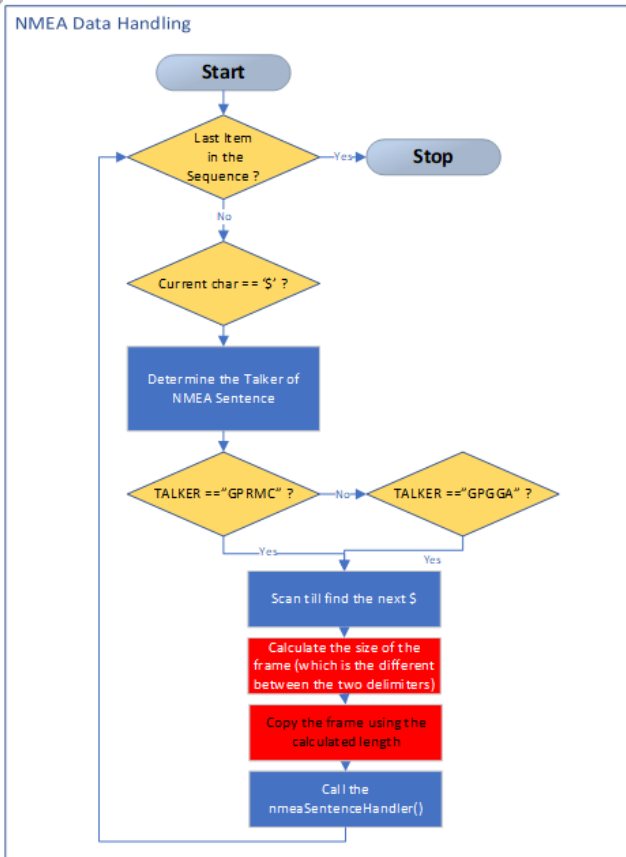 NMEA Data Handling
Start
Last Item
in the
Sequence ?
Yes
Stop
No
Current char == '$' ?
Determine the Talker of
NMEA Sentence
TALKER =="GPRMC" ?
No
TALKER =="GPGGA" ?
Yes
Yes
Scan till find the next $
Calculate the size of the
frame (which is the different
between the two delimiters)
Copy the frame using the
calculated length
Call the
nmeaSentenceHandler()